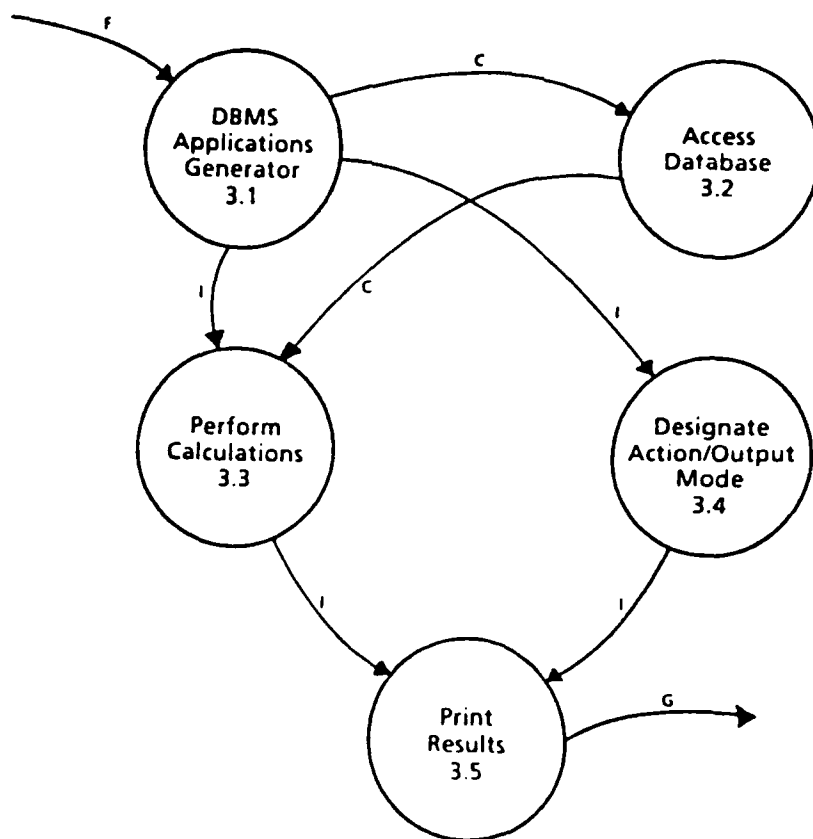 F
C
DBMS
Applications
Generator
3.1
Access
Database
3.2
I
C
I
Perform
Calculations
3.3
Designate
Action/Output
Mode
3.4
I
I
G
Print
Results
3.5